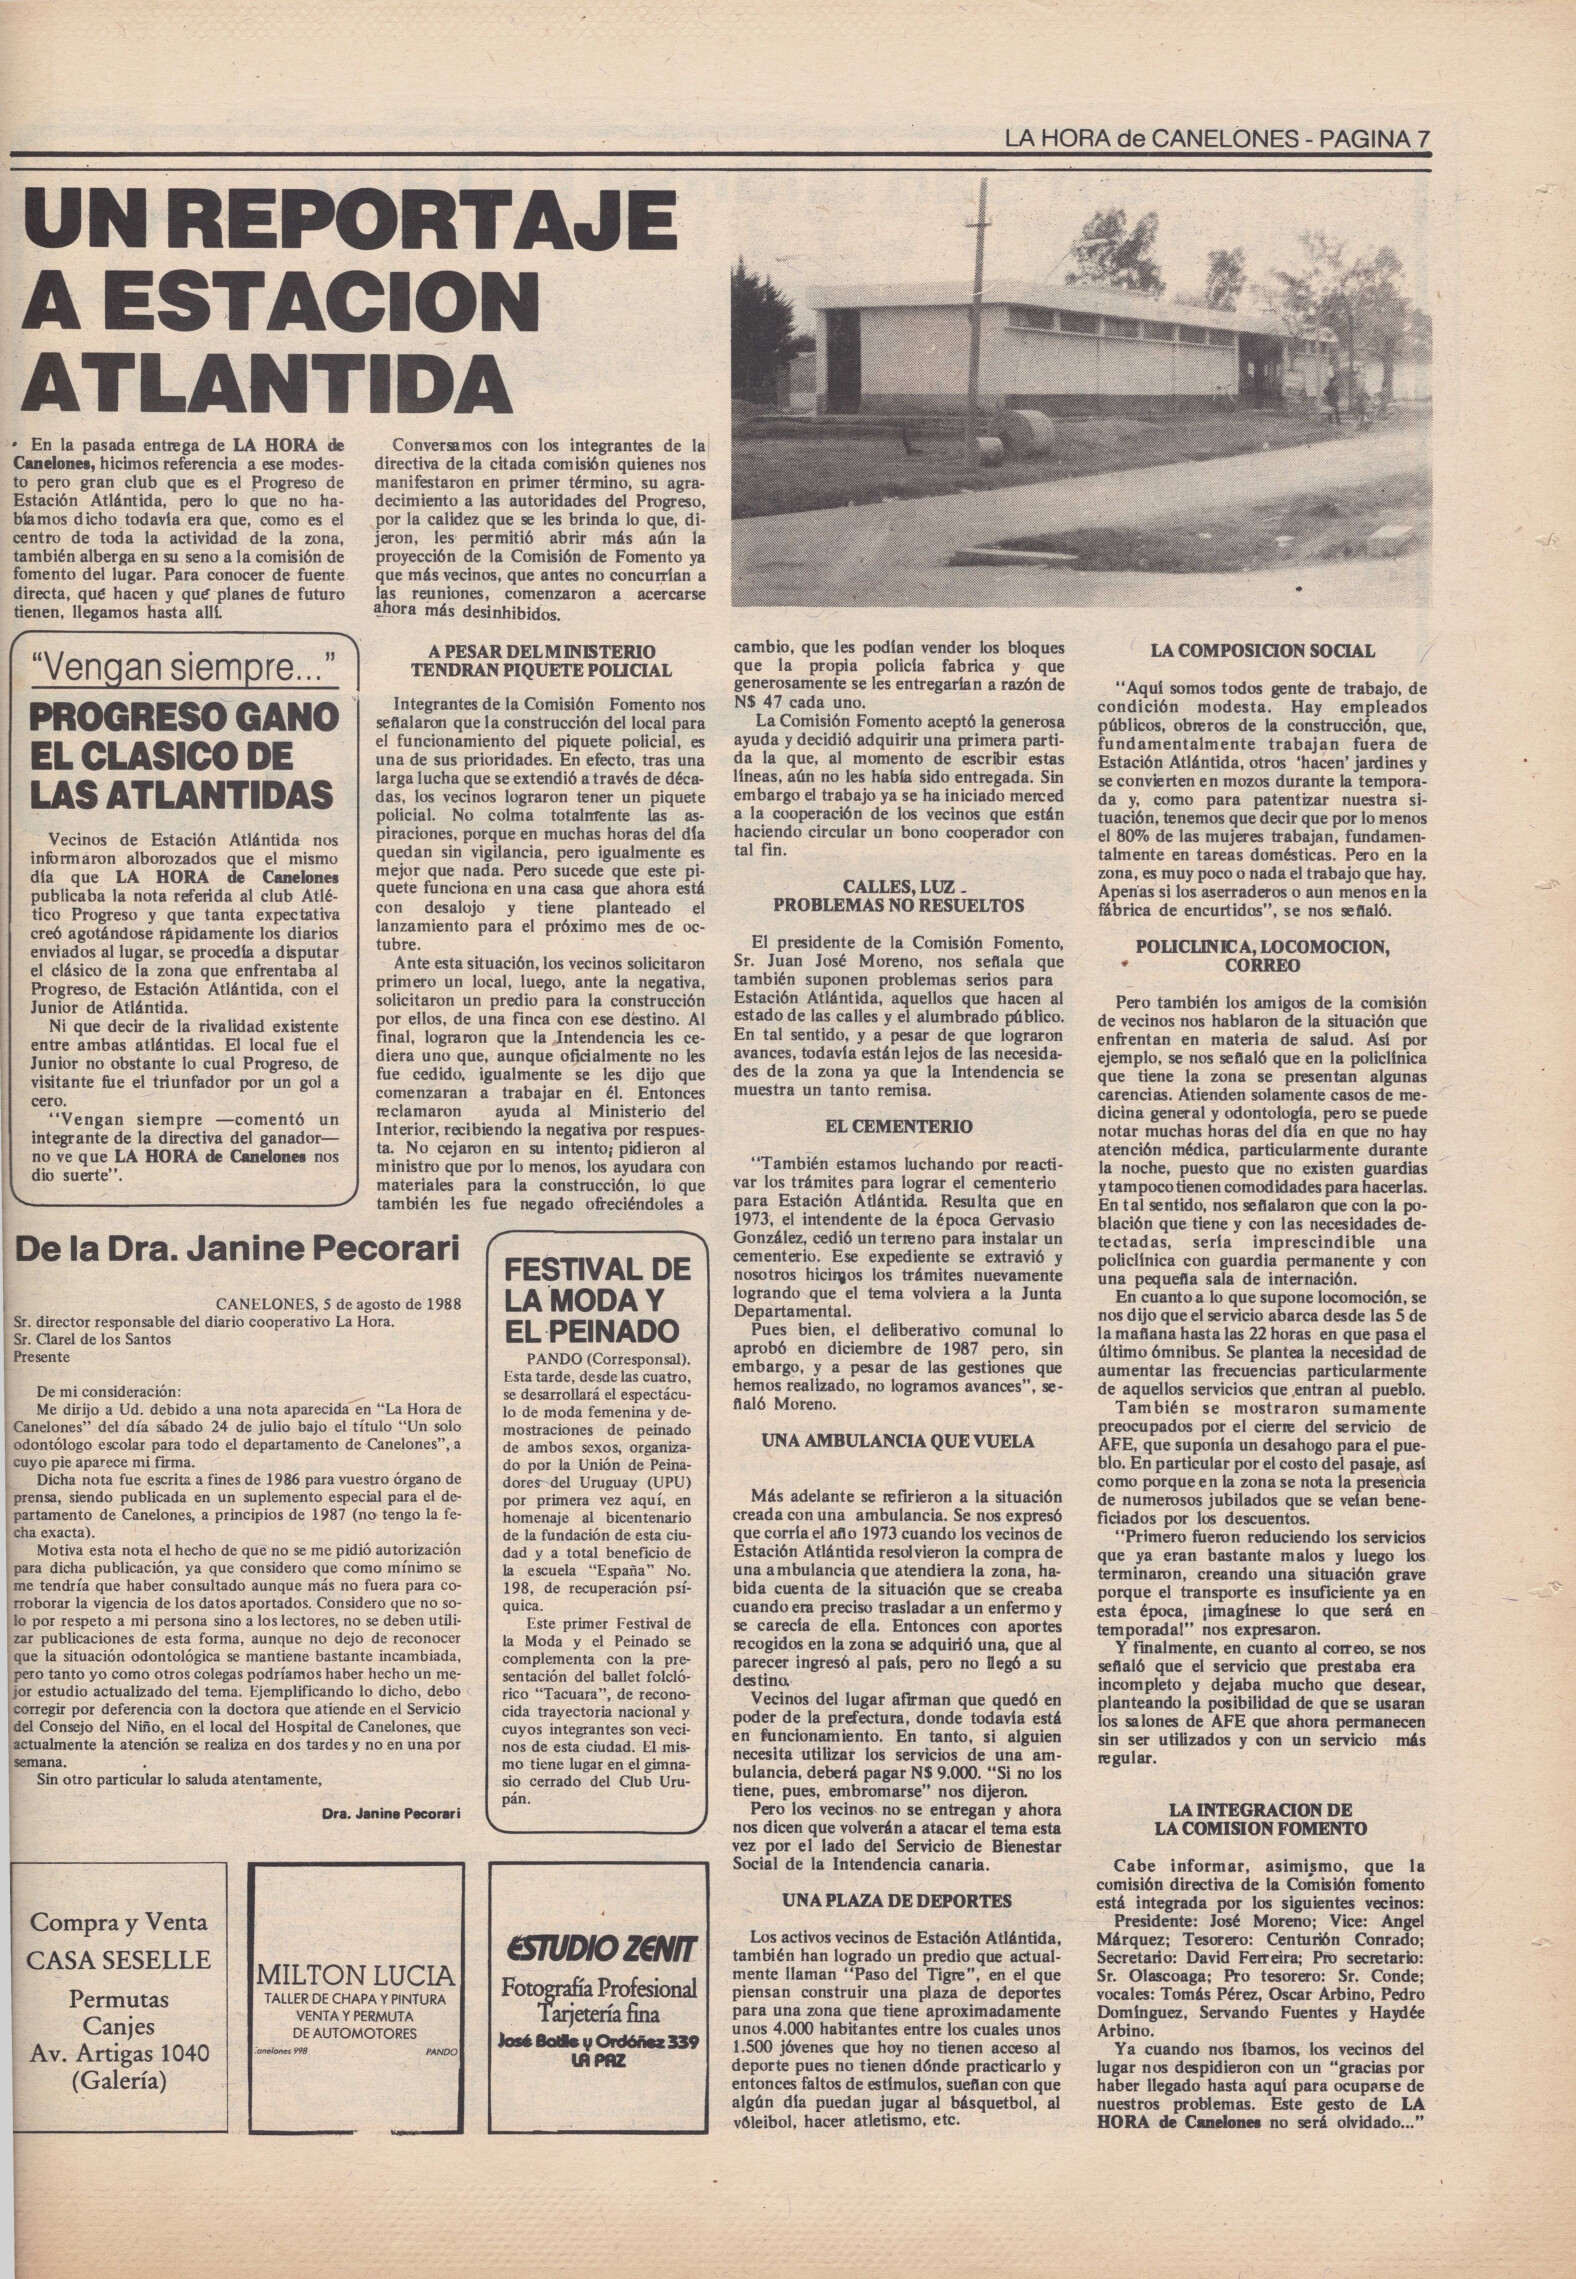 LA HORA de CANELONES - PAGINA 7
UN REPORTAJE
A ESTACION
ATLANTIDA
En la pasada entrega de LA HORA de
Canelones, hicimos referencia a ese modes-
to pero gran club que es el Progreso de
Estación Atlántida, pero lo que no ha-
bíamos dicho todavía era que, como es el
centro de toda la actividad de la zona,
también alberga en su seno a la comisión de
fomento del lugar. Para conocer de fuente
directa, qué hacen y qué planes de futuro
tienen, llegamos hasta allí.
Conversamos con los integrantes de la
directiva de la citada comisión quienes nos
manifestaron en primer término, su agra-
decimiento a las autoridades del Progreso,
por la calidez que se les brinda lo que, di-
jeron, les permitió abrir más aún la
proyección de la Comisión de Fomento ya
que más vecinos, que antes no concurrían a
las reuniones, comenzaron a acercarse
ahora más desinhibidos.
"Vengan siempre..."
PROGRESO GANO
EL CLASICO DE
LAS ATLANTIDAS
Vecinos de Estación Atlántida nos
informaron alborozados que el mismo
día que LA HORA de Canelones
publicaba la nota referida al club Atlé-
tico Progreso y que tanta expectativa
creó agotándose rápidamente los diarios
enviados al lugar, se procedía a disputar
el clásico de la zona que enfrentaba al
Progreso, de Estación Atlántida, con el
Junior de Atlántida.
Ni que decir de la rivalidad existente
entre ambas atlántidas. El local fue el
Junior no obstante lo cual Progreso, de
visitante fue el triunfador por un gol a
cero.
"Vengan siempre —comentó un
integrante de la directiva del ganador—
no ve que LA HORA de Canelones nos
dio suerte".
A PESAR DEL MINISTERIO
TENDRAN PIQUETE POLICIAL
Integrantes de la Comisión Fomento nos
señalaron que la construcción del local para
el funcionamiento del piquete policial, es
una de sus prioridades. En efecto, tras una
larga lucha que se extendió a través de déca-
das, los vecinos lograron tener un piquete
policial. No colma totalmente las as-
piraciones, porque en muchas horas del día
quedan sin vigilancia, pero igualmente es
mejor que nada. Pero sucede que este pi-
quete funciona en una casa que ahora está
con desalojo y tiene planteado el
lanzamiento para el próximo mes de oc-
tubre.
Ante esta situación, los vecinos solicitaron
primero un local, luego, ante la negativa,
solicitaron un predio para la construcción
por ellos, de una finca con ese destino. Al
final, lograron que la Intendencia les ce-
diera uno que, aunque oficialmente no les
fue cedido, igualmente se les dijo que
comenzaran a trabajar en él. Entonces
reclamaron ayuda al Ministerio del
Interior, recibiendo la negativa por respues-
ta. No cejaron en su intento; pidieron al
ministro que por lo menos, los ayudara con
materiales para la construcción, lo que
también les fue negado ofreciéndoles a
cambio, que les podían vender los bloques
que la propia policía fabrica y que
generosamente se les entregarían a razón de
N$ 47 cada uno.
La Comisión Fomento aceptó la generosa
ayuda y decidió adquirir una primera parti-
da la que, al momento de escribir estas
líneas, aún no les había sido entregada. Sin
embargo el trabajo ya se ha iniciado merced
a la cooperación de los vecinos que están
haciendo circular un bono cooperador con
tal fin.
CALLES, LUZ -
PROBLEMAS NO RESUELTOS
El presidente de la Comisión Fomento,
Sr. Juan José Moreno, nos señala que
también suponen problemas serios para
Estación Atlántida, aquellos que hacen al
estado de las calles y el alumbrado público.
En tal sentido, y a pesar de que lograron
avances, todavía están lejos de las necesida-
des de la zona ya que la Intendencia se
muestra un tanto remisa.
EL CEMENTERIO
"También estamos luchando por reacti-
var los trámites para lograr el cementerio
para Estación Atlántida. Resulta que en
1973, el intendente de la época Gervasio
González, cedió un terreno para instalar un
cementerio. Ese expediente se extravió y
nosotros hicimos los trámites nuevamente
logrando que el tema volviera a la Junta
Departamental.
Pues bien, el deliberativo comunal lo
aprobó en diciembre de 1987 pero, sin
embargo, y a pesar de las gestiones que
hemos realizado, no logramos avances", se-
ñaló Moreno.
UNA AMBULANCIA QUE VUELA
Más adelante se refirieron a la situación
creada con una ambulancia. Se nos expresó
que corría el año 1973 cuando los vecinos de
Estación Atlántida resolvieron la compra de
una ambulancia que atendiera la zona, ha-
bida cuenta de la situación que se creaba
cuando era preciso trasladar a un enfermo y
se carecía de ella. Entonces con aportes
recogidos en la zona se adquirió una, que al
parecer ingresó al país, pero no llegó a su
destino.
Vecinos del lugar afirman que quedó en
poder de la prefectura, donde todavía está
en funcionamiento. En tanto, si alguien
necesita utilizar los servicios de una am-
bulancia, deberá pagar N$ 9.000. "Si no los
tiene, pues, embromarse" nos dijeron.
Pero los vecinos no se entregan y ahora
nos dicen que volverán a atacar el tema esta
vez por el lado del Servicio de Bienestar
Social de la Intendencia canaria.
UNA PLAZA DE DEPORTES
Los activos vecinos de Estación Atlántida,
también han logrado un predio que actual-
mente llaman "Paso del Tigre", en el que
piensan construir una plaza de deportes
para una zona que tiene aproximadamente
unos 4.000 habitantes entre los cuales unos
1.500 jóvenes que hoy no tienen acceso al
deporte pues no tienen dónde practicarlo y
entonces faltos de estímulos, sueñan con que
algún día puedan jugar al básquetbol, al
vóleibol, hacer atletismo, etc.
LA COMPOSICION SOCIAL
"Aquí somos todos gente de trabajo, de
condición modesta. Hay empleados
públicos, obreros de la construcción, que,
fundamentalmente trabajan fuera de
Estación Atlántida, otros 'hacen' jardines y
se convierten en mozos durante la tempora-
da y, como para patentizar nuestra si-
tuación, tenemos que decir que por lo menos
el 80% de las mujeres trabajan, fundamen-
talmente en tareas domésticas. Pero en la
zona, es muy poco o nada el trabajo que hay.
Apenas si los aserraderos o aun menos en la
fábrica de encurtidos", se nos señaló.
POLICLINICA, LOCOMOCION,
CORREO
Pero también los amigos de la comisión
de vecinos nos hablaron de la situación que
enfrentan en materia de salud. Así por
ejemplo, se nos señaló que en la policlínica
que tiene la zona se presentan algunas
carencias. Atienden solamente casos de me-
dicina general y odontología, pero se puede
notar muchas horas del día en que no hay
atención médica, particularmente durante
la noche, puesto que no existen guardias
y tampoco tienen comodidades para hacerlas.
En tal sentido, nos señalaron que con la po-
blación que tiene y con las necesidades de-
tectadas, sería imprescindible una
policlínica con guardia permanente y con
una pequeña sala de internación.
En cuanto a lo que supone locomoción, se
nos dijo que el servicio abarca desde las 5 de
la mañana hasta las 22 horas en que pasa el
último ómnibus. Se plantea la necesidad de
aumentar las frecuencias particularmente
de aquellos servicios que entran al pueblo.
También se mostraron sumamente
preocupados por el cierre del servicio de
AFE, que suponía un desahogo para el pue-
blo. En particular por el costo del pasaje, así
como porque en la zona se nota la presencia
de numerosos jubilados que se veían bene-
ficiados por los descuentos.
"Primero fueron reduciendo los servicios
que ya eran bastante malos y luego los
terminaron, creando una situación grave
porque el transporte es insuficiente ya en
esta época, ¡imagínese lo que será en
temporada!" nos expresaron.
Y finalmente, en cuanto al correo, se nos
señaló que el servicio que prestaba era
incompleto y dejaba mucho que desear,
planteando la posibilidad de que se usaran
los salones de AFE que ahora permanecen
sin ser utilizados y con un servicio más
regular.
LA INTEGRACION DE
LA COMISION FOMENTO
Cabe informar, asimismo, que la
comisión directiva de la Comisión fomento
está integrada por los siguientes vecinos:
Presidente: José Moreno; Vice: Angel
Márquez; Tesorero: Centurión Conrado;
Secretario: David Ferreira; Pro secretario:
Sr. Olascoaga; Pro tesorero: Sr. Conde;
vocales: Tomás Pérez, Oscar Arbino, Pedro
Domínguez, Servando Fuentes y Haydée
Arbino.
Ya cuando nos íbamos, los vecinos del
lugar nos despidieron con un "gracias por
haber llegado hasta aquí para ocuparse de
nuestros problemas. Este gesto de LA
HORA de Canelones no será olvidado..."
De la Dra. Janine Pecorari
CANELONES, 5 de agosto de 1988
Sr. director responsable del diario cooperativo La Hora.
Sr. Clarel de los Santos
Presente
De mi consideración:
Me dirijo a Ud. debido a una nota aparecida en "La Hora de
Canelones" del día sábado 24 de julio bajo el título "Un solo
odontólogo escolar para todo el departamento de Canelones", a
cuyo pie aparece mi firma.
Dicha nota fue escrita a fines de 1986 para vuestro órgano de
prensa, siendo publicada en un suplemento especial para el de-
partamento de Canelones, a principios de 1987 (no tengo la fe-
cha exacta).
Motiva esta nota el hecho de que no se me pidió autorización
para dicha publicación, ya que considero que como mínimo se
me tendría que haber consultado aunque más no fuera para co-
rroborar la vigencia de los datos aportados. Considero que no so-
lo por respeto a mi persona sino a los lectores, no se deben utili-
zar publicaciones de esta forma, aunque no dejo de reconocer
que la situación odontológica se mantiene bastante incambiada,
pero tanto yo como otros colegas podríamos haber hecho un me-
jor estudio actualizado del tema. Ejemplificando lo dicho, debo
corregir por deferencia con la doctora que atiende en el Servicio
del Consejo del Niño, en el local del Hospital de Canelones, que
actualmente la atención se realiza en dos tardes y no en una por
semana.
Sin otro particular lo saluda atentamente,
Dra. Janine Pecorari
FESTIVAL DE
LA MODA Y
EL PEINADO
PANDO (Corresponsal).
Esta tarde, desde las cuatro,
se desarrollará el espectácu-
lo de moda femenina y de-
mostraciones de peinado
de ambos sexos, organiza-
do por la Unión de Peina-
dores del Uruguay (UPU)
por primera vez aquí, en
homenaje al bicentenario
de la fundación de esta ciu-
dad y a total beneficio de
la escuela "España" No.
198, de recuperación psí-
quica.
Este primer Festival de
la Moda y el Peinado se
complementa con la pre-
sentación del ballet folcló-
rico "Tacuara", de recono-
cida trayectoria nacional y
cuyos integrantes son veci-
nos de esta ciudad. El mis-
mo tiene lugar en el gimna-
sio cerrado del Club Uru-
pán.
Compra y Venta
CASA SESELLE
Permutas
Canjes
Av. Artigas 1040
(Galería)
MILTON LUCIA
TALLER DE CHAPA Y PINTURA
VENTA Y PERMUTA
DE AUTOMOTORES
Canelones 998 PANDO
ESTUDIO ZENIT
Fotografía Profesional
Tarjetería fina
José Batlle y Ordóñez 339
LA PAZ